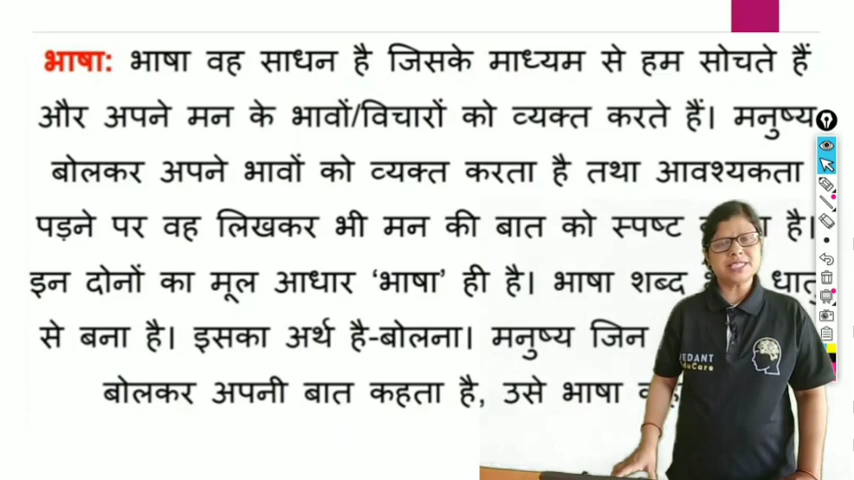 भाषा: भाषा वह साधन है जिसके माध्यम से हम सोचते हैं
और अपने मन के भावों/विचारों को व्यक्त करते हैं। मनुष्य
बोलकर अपने भावों को व्यक्त करता है तथा आवश्यकता
पड़ने पर वह लिखकर भी मन की बात को स्पष्ट है।
इन दोनों का मूल आधार ‘भाषा’ ही है। भाषा शब्द धातु
से बना है। इसका अर्थ है-बोलना। मनुष्य जिन
बोलकर अपनी बात कहता है, उसे भाषा